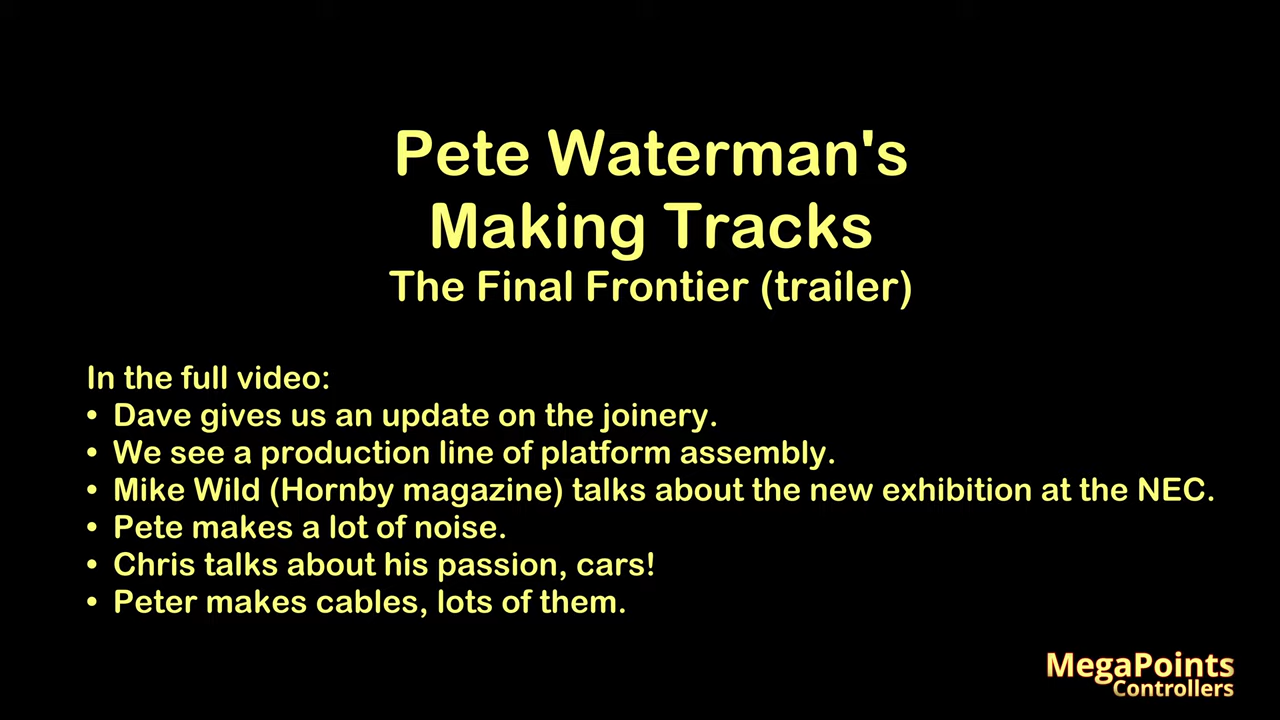 Pete Waterman's
Making Tracks
The Final Frontier (trailer)
In the full video:
• Dave gives us an update on the joinery.
• We see a production line of platform assembly.
• Mike Wild (Hornby magazine) talks about the new exhibition at the NEC.
• Pete makes a lot of noise.
• Chris talks about his passion, cars!
• Peter makes cables, lots of them.
MegaPoints
Controllers